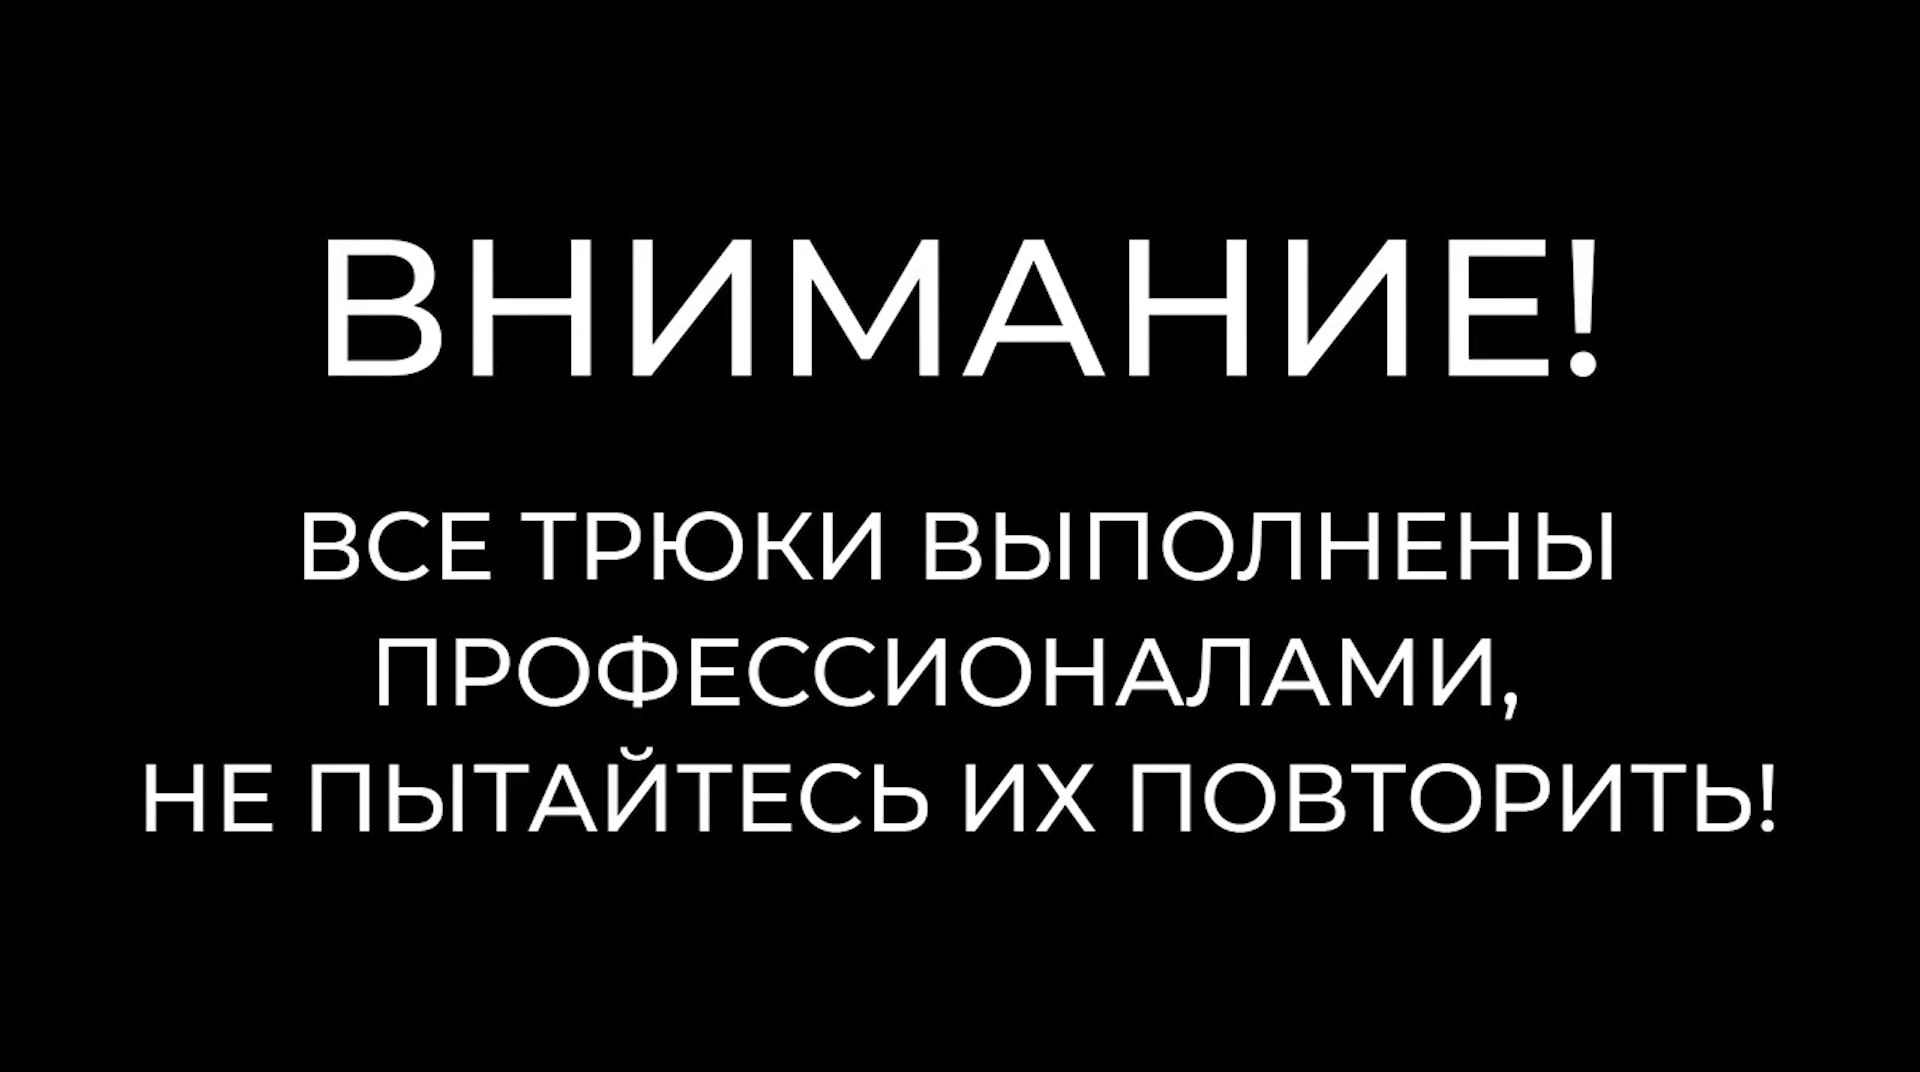 ВНИМАНИЕ!
ВСЕ ТРЮКИ ВЫПОЛНЕНЫ
ПРОФЕССИОНАЛАМИ,
НЕ ПЫТАЙТЕСЬ ИХ ПОВТОРИТЬ!